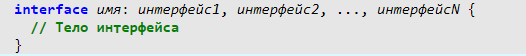 interface имя: интерфейс1, интерфейс2, ..., интерфейсN {
// Тело интерфейса
}